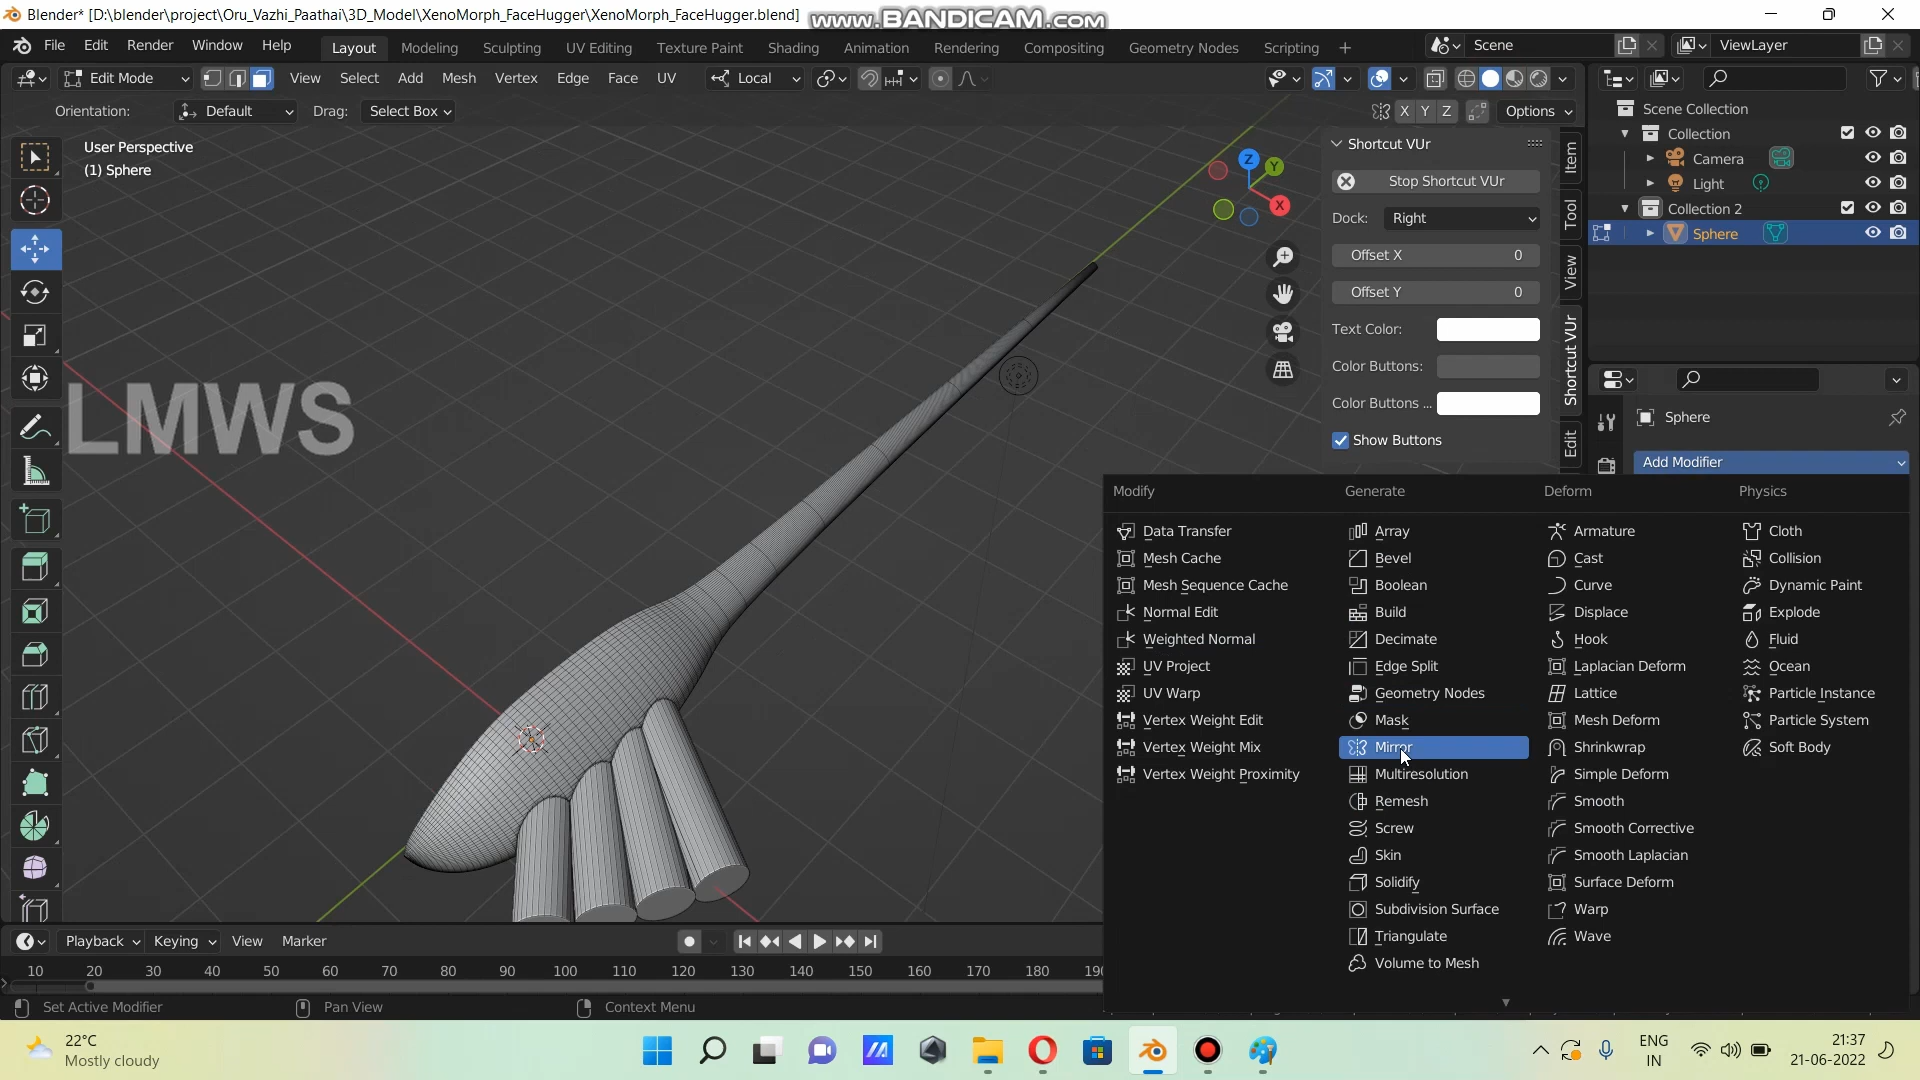 Blender* [D:\blender\project\Oru_Vazhi_Paathai\3D_Model\XenoMorph_FaceHugger\XenoMorph_FaceHugger.blend]
www.BANDICAM.com
File Edit Render Window Help
Layout Modeling Sculpting UV Editing Texture Paint Shading Animation Rendering Compositing Geometry Nodes Scripting +
Scene
ViewLayer
Edit Mode
View Select Add Mesh Vertex Edge Face UV
Local
Orientation: Default Drag: Select Box
X Y Z Options
User Perspective
(1) Sphere
Z
Y
X
LMWS
Shortcut VUr
Stop Shortcut VUr
Dock: Right
Offset X 0
Offset Y 0
Text Color:
Color Buttons:
Color Buttons ...
Show Buttons
Item
Tool
View
Shortcut VUr
Edit
Scene Collection
Collection
Camera
Light
Collection 2
Sphere
Sphere
Add Modifier
Modify
Data Transfer
Mesh Cache
Mesh Sequence Cache
Normal Edit
Weighted Normal
UV Project
UV Warp
Vertex Weight Edit
Vertex Weight Mix
Vertex Weight Proximity
Generate
Array
Bevel
Boolean
Build
Decimate
Edge Split
Geometry Nodes
Mask
Mirror
Multiresolution
Remesh
Screw
Skin
Solidify
Subdivision Surface
Triangulate
Volume to Mesh
Deform
Armature
Cast
Curve
Displace
Hook
Laplacian Deform
Lattice
Mesh Deform
Shrinkwrap
Simple Deform
Smooth
Smooth Corrective
Smooth Laplacian
Surface Deform
Warp
Wave
Physics
Cloth
Collision
Dynamic Paint
Explode
Fluid
Ocean
Particle Instance
Particle System
Soft Body
Playback Keying View Marker
10 20 30 40 50 60 70 80 90 100 110 120 130 140 150 160 170 180
Set Active Modifier
Pan View
Context Menu
22°C
Mostly cloudy
ENG
IN
21:37
21-06-2022